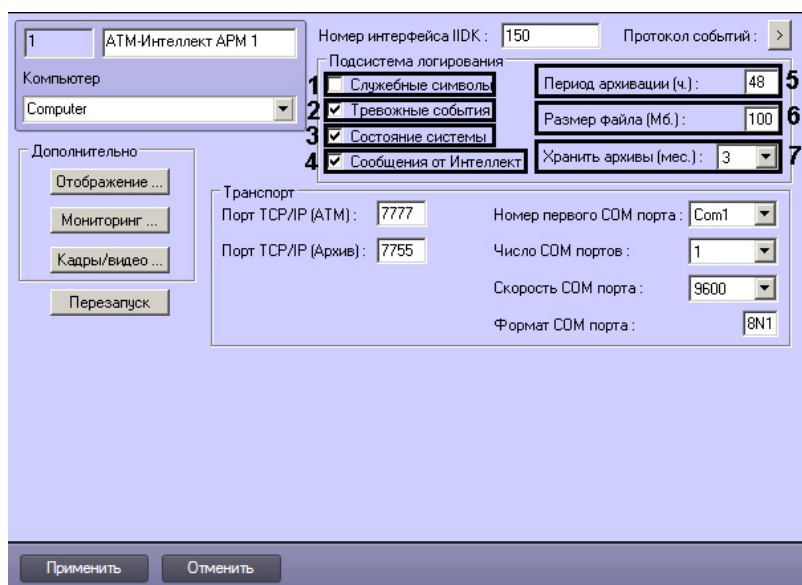 1 АТМ-Интеллект АРМ 1
Компьютер
Computer
Номер интерфейса IIDK : 150 Протокол событий : >
Подсистема логирования
1 Служебные символы
2 Тревожные события
3 Состояние системы
4 Сообщения от Интеллект
Период архивации (ч.) : 48 5
Размер файла (Мб.) : 100 6
Хранить архивы (мес.) : 3 7
Дополнительно
Отображение ...
Мониторинг ...
Кадры/видео ...
Перезапуск
Транспорт
Порт TCP/IP (АТМ) : 7777
Порт TCP/IP (Архив) : 7755
Номер первого COM порта : Com1
Число COM портов : 1
Скорость COM порта : 9600
Формат COM порта : 8N1
Применить Отменить